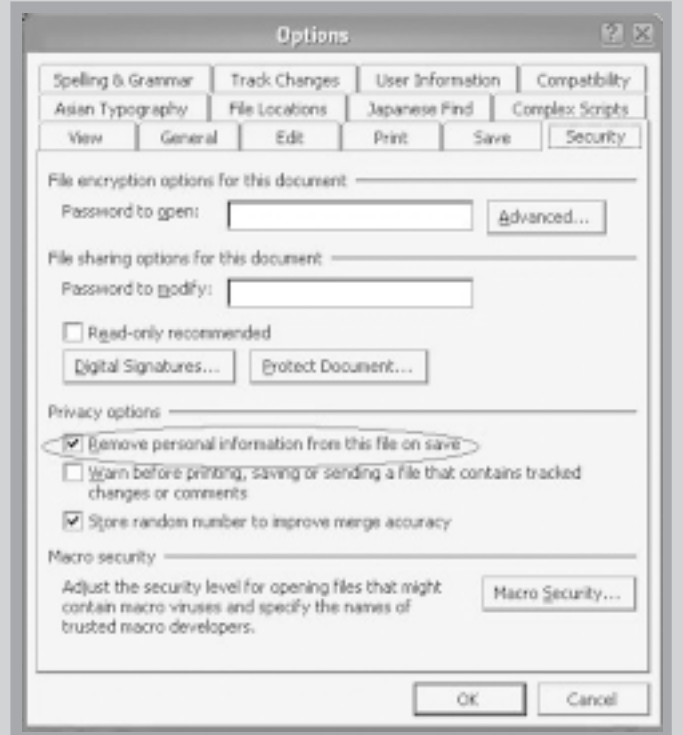 Options
Spelling & Grammar Track Changes User Information Compatibility
Asian Typography File Locations Japanese Find Complex Scripts
View General Edit Print Save Security
File encryption options for this document
Password to open: Advanced...
File sharing options for this document
Password to modify:
Read-only recommended
Digital Signatures... Protect Document...
Privacy options
Remove personal information from this file on save
Warn before printing, saving or sending a file that contains tracked
changes or comments
Store random number to improve merge accuracy
Macro security
Adjust the security level for opening files that might
contain macro viruses and specify the names of
trusted macro developers.
Macro Security...
OK Cancel